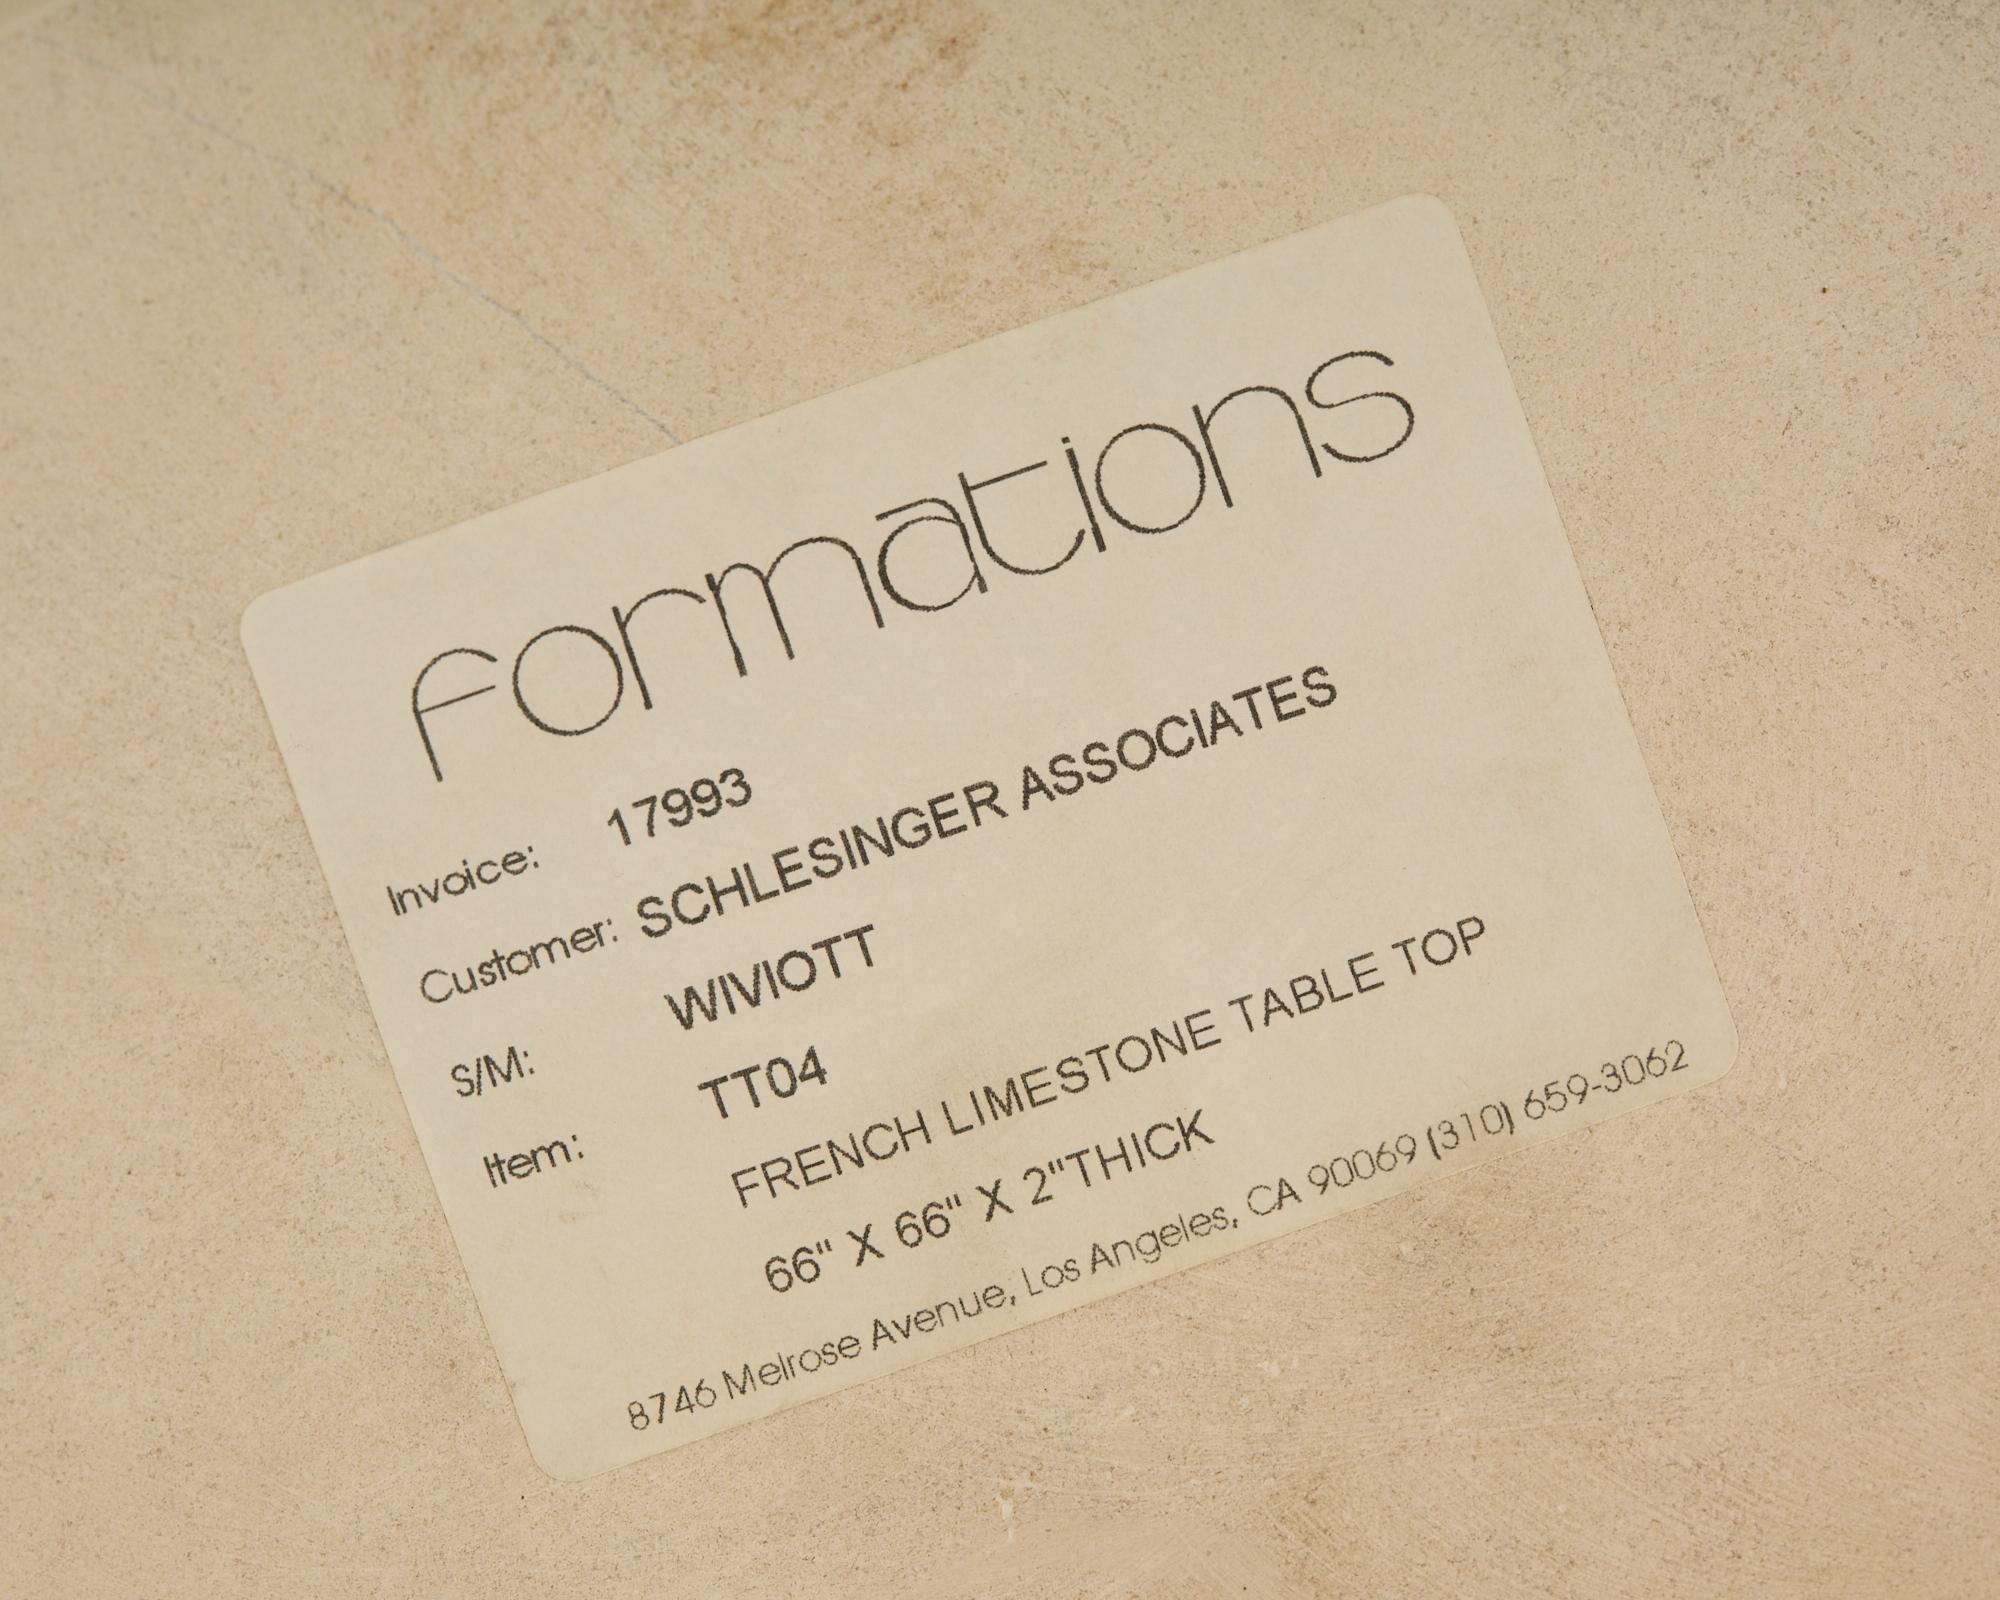 formations
Invoice: 17993
Customer: SCHLESINGER ASSOCIATES
S/M: WIVIOTT
Item: TT04
FRENCH LIMESTONE TABLE TOP
66" X 66" X 2"THICK
8746 Melrose Avenue, Los Angeles, CA 90069 (310) 659-3062